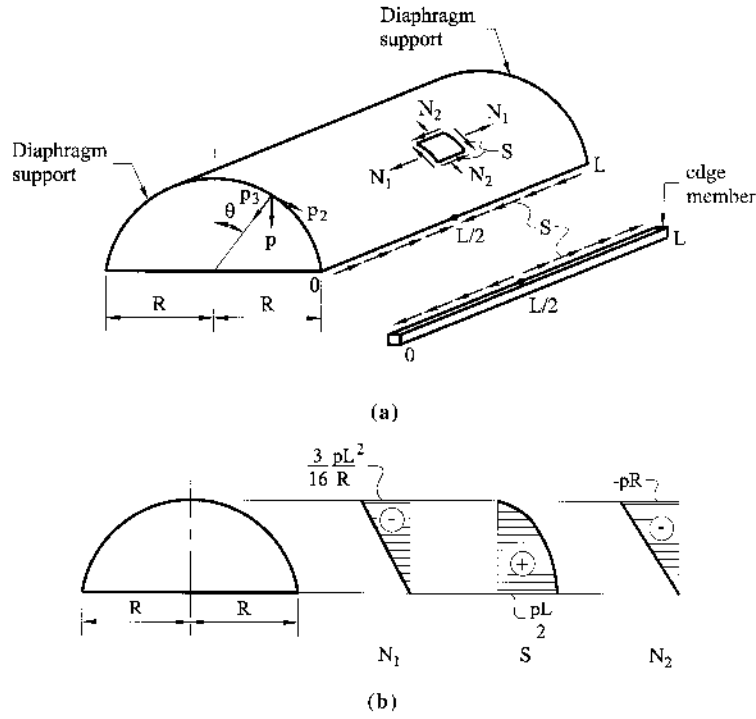 Diaphragm
support
Diaphragm
support
N₂
N₁
S
N₁
N₂
L
edge
member
p₃
p₂
θ
p
S
L/2
L
0
R
R
L/2
0
(a)
3/16 pL²/R
-pR
-
+
-
R
R
pL/2
N₁
S
N₂
(b)